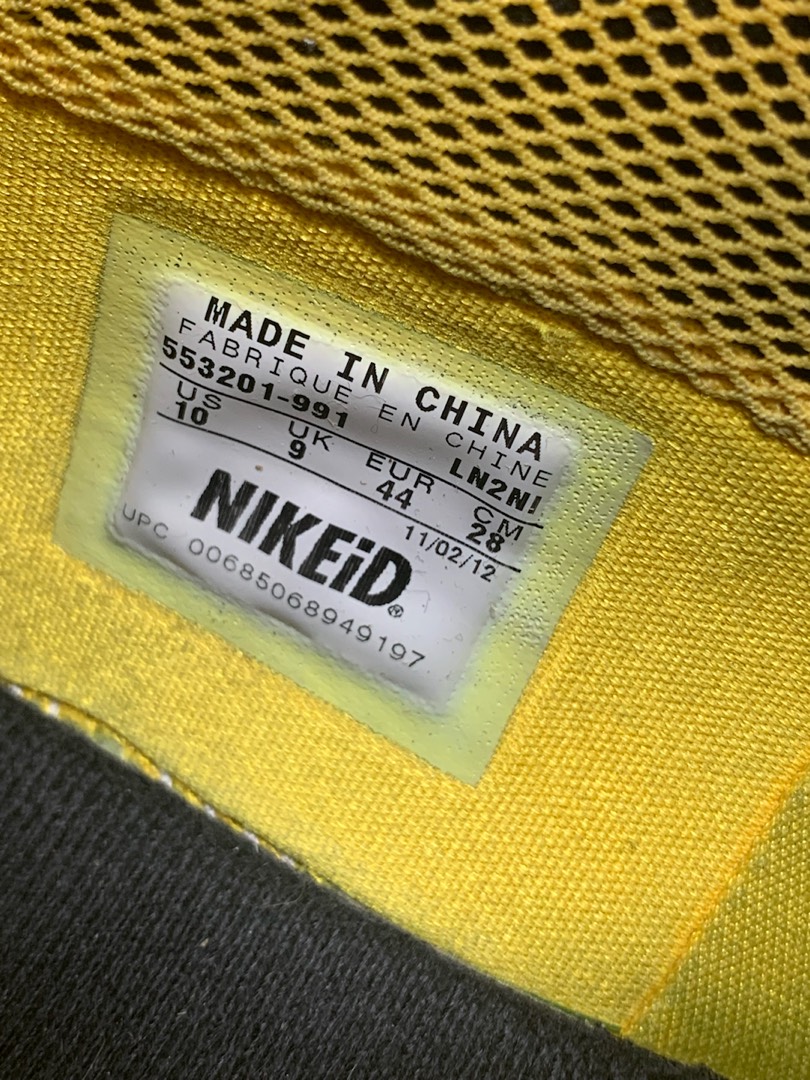 MADE IN CHINA
FABRIQUE EN CHINE
553201-991 LN2N!
US UK EUR CM
10 9 44 28
11/02/12
NIKEiD®
UPC 00685068949197